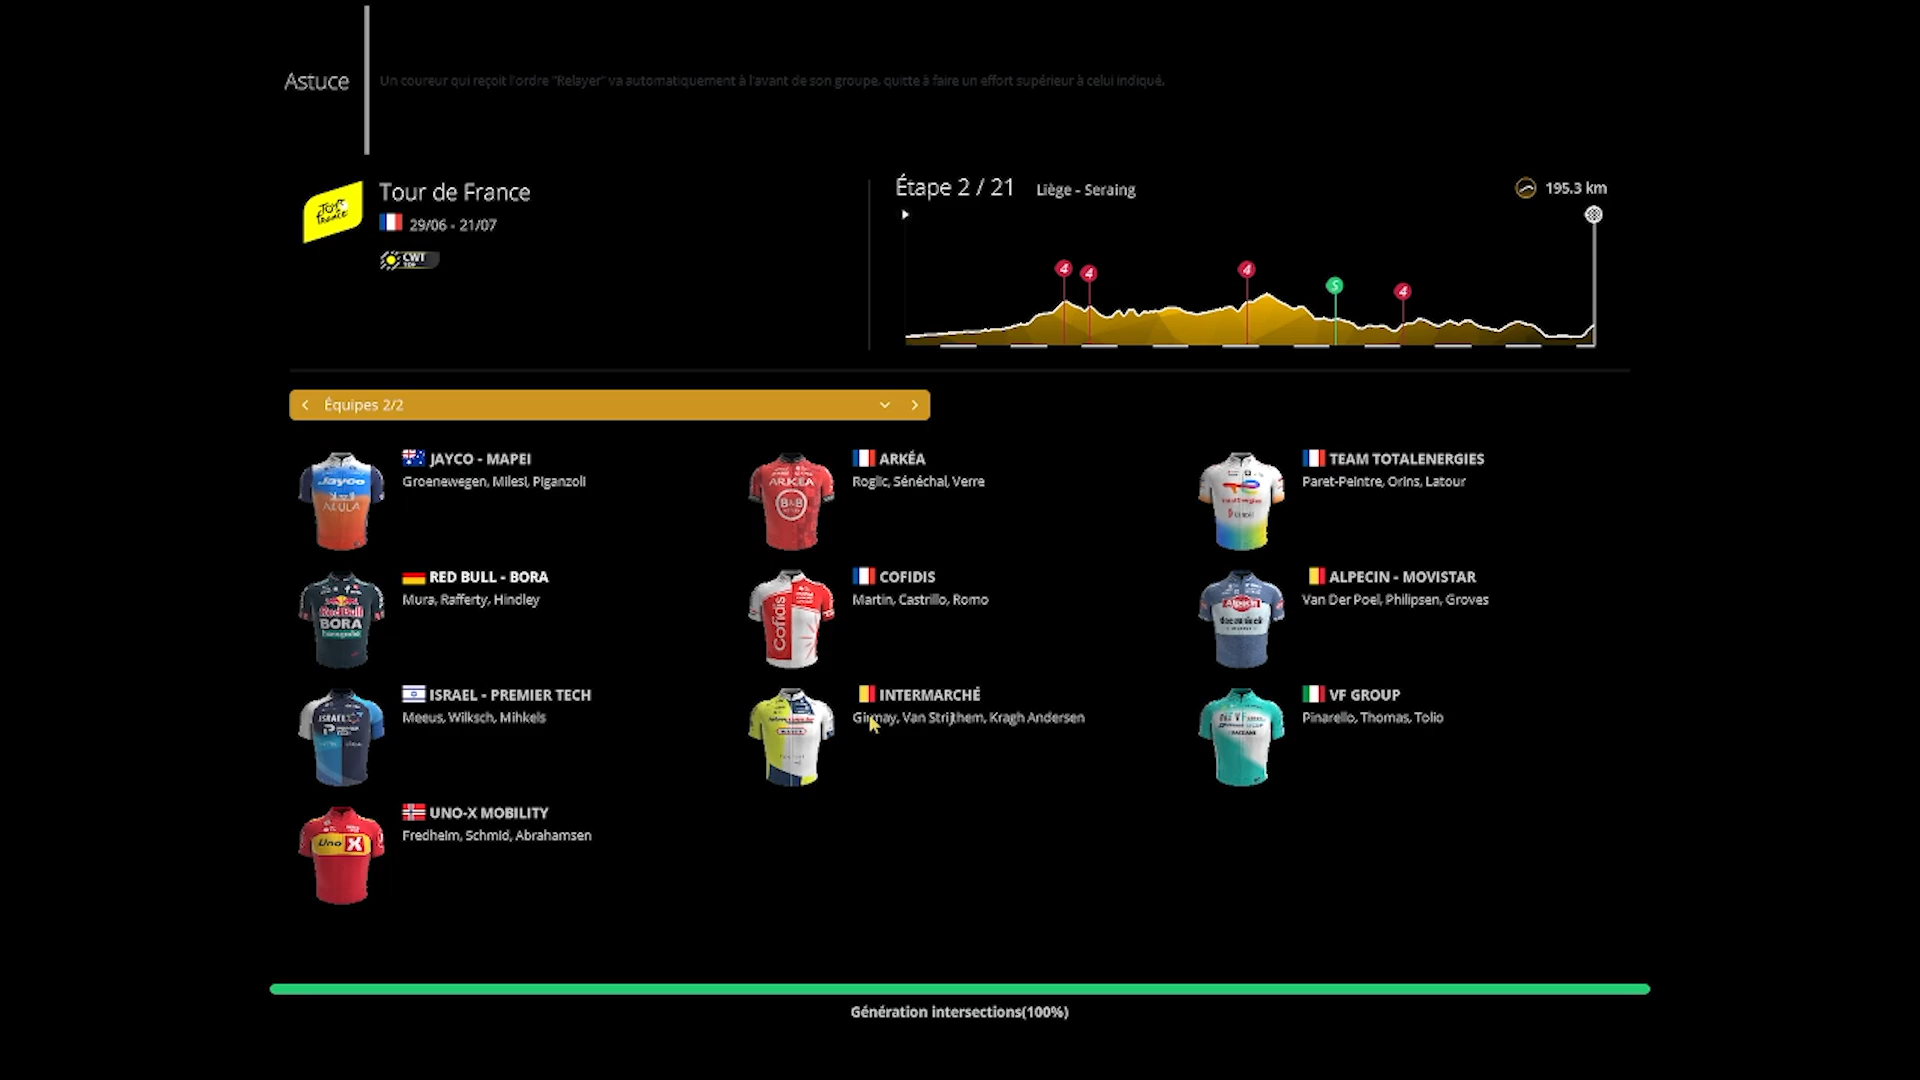 Astuce
Un coureur qui reçoit l'ordre "Relayer" va automatiquement à l'avant de son groupe, quitte à faire un effort supérieur à celui indiqué.
Tour de France
29/06 - 21/07
CWT
Étape 2 / 21 Liège - Seraing
195.3 km
4 4 4 S 4
Équipes 2/2
JAYCO - MAPEI
Groenewegen, Milesi, Piganzoli
ARKÉA
Roglic, Sénéchal, Verre
TEAM TOTALENERGIES
Paret-Peintre, Orins, Latour
RED BULL - BORA
Mura, Rafferty, Hindley
COFIDIS
Martin, Castrillo, Romo
ALPECIN - MOVISTAR
Van Der Poel, Philipsen, Groves
ISRAEL - PREMIER TECH
Meeus, Wilksch, Mihkels
INTERMARCHÉ
Girmay, Van Strijthem, Kragh Andersen
VF GROUP
Pinarello, Thomas, Tolio
UNO-X MOBILITY
Fredheim, Schmid, Abrahamsen
Génération intersections(100%)